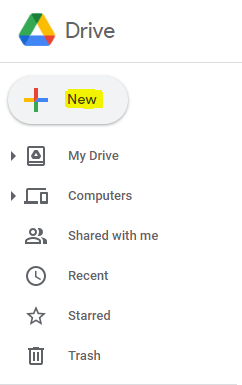 Drive
New
My Drive
Computers
Shared with me
Recent
Starred
Trash